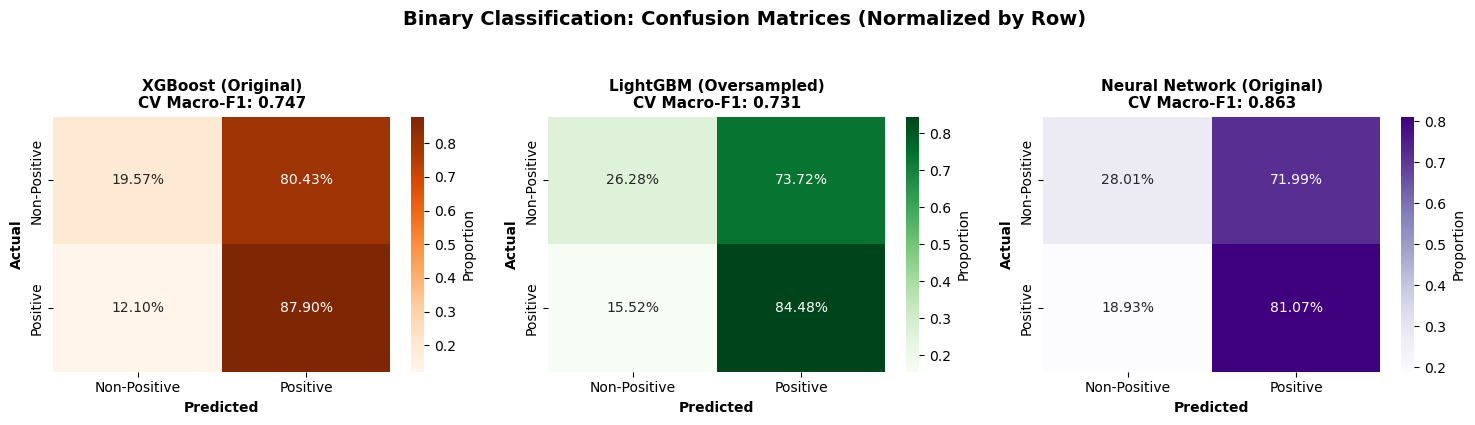 Binary Classification: Confusion Matrices (Normalized by Row)
XGBoost (Original)
CV Macro-F1: 0.747
Actual
Non-Positive
Positive
19.57%
80.43%
12.10%
87.90%
Non-Positive
Positive
Predicted
0.8
0.7
0.6
0.5
0.4
0.3
0.2
Proportion
LightGBM (Oversampled)
CV Macro-F1: 0.731
Actual
Non-Positive
Positive
26.28%
73.72%
15.52%
84.48%
Non-Positive
Positive
Predicted
0.8
0.7
0.6
0.5
0.4
0.3
0.2
Proportion
Neural Network (Original)
CV Macro-F1: 0.863
Actual
Non-Positive
Positive
28.01%
71.99%
18.93%
81.07%
Non-Positive
Positive
Predicted
0.8
0.7
0.6
0.5
0.4
0.3
0.2
Proportion